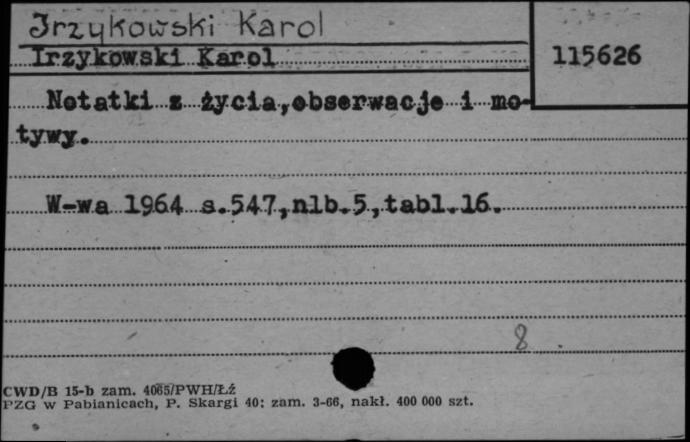 Irzykowski Karol
Irzykowski Karol
115626
Notatki z życia,obserwacje i mo-
tywy.
W-wa 1964 s.547,nlb.5,tabl.16.
8
CWD/B 15-b zam. 4065/PWH/Łź
PZG w Pabianicach, P. Skargi 40; zam. 3-66, nakł. 400 000 szt.